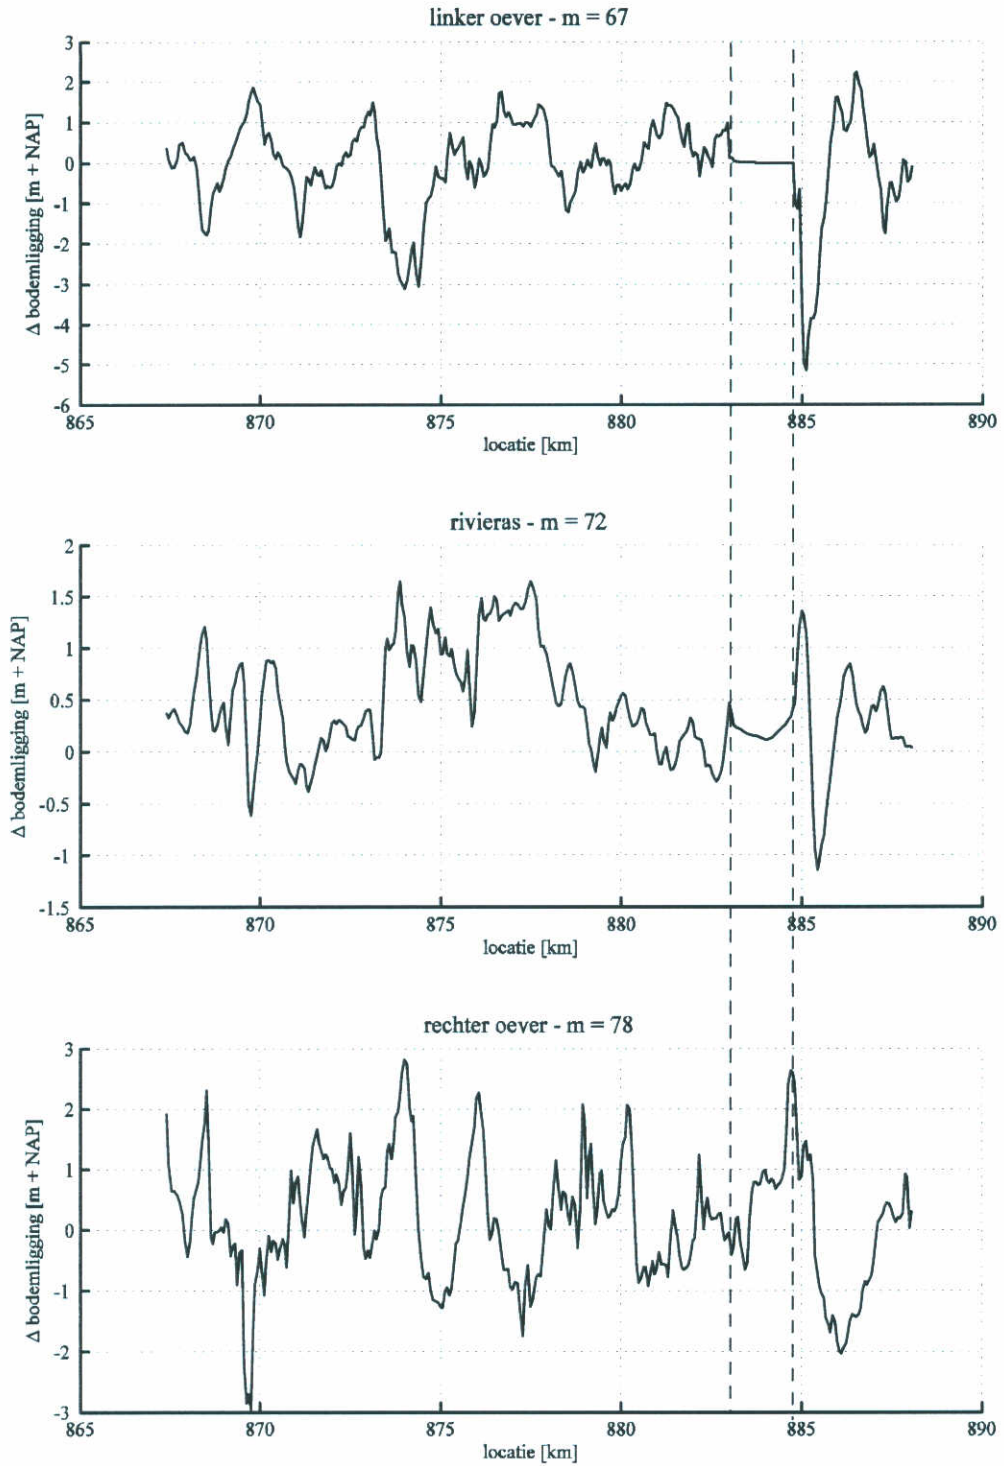 linker oever - m = 67
Δ bodemligging [m + NAP]
3
2
1
0
-1
-2
-3
-4
-5
-6
865 870 875 880 885 890
locatie [km]
rivieras - m = 72
Δ bodemligging [m + NAP]
2
1.5
1
0.5
0
-0.5
-1
-1.5
865 870 875 880 885 890
locatie [km]
rechter oever - m = 78
Δ bodemligging [m + NAP]
3
2
1
0
-1
-2
-3
865 870 875 880 885 890
locatie [km]